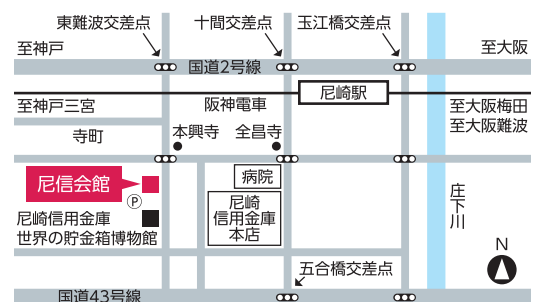 東難波交差点
十間交差点
玉江橋交差点
至神戸
至大阪
国道2号線
尼崎駅
至神戸三宮
阪神電車
至大阪梅田
至大阪難波
寺町
本興寺
全昌寺
尼信会館
病院
P
尼崎信用金庫
世界の貯金箱博物館
尼崎
信用金庫
本店
庄下川
N
五合橋交差点
国道43号線